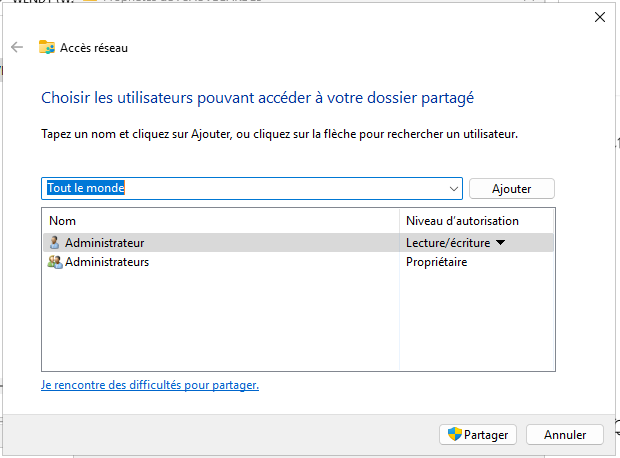 Accès réseau
Choisir les utilisateurs pouvant accéder à votre dossier partagé
Tapez un nom et cliquez sur Ajouter, ou cliquez sur la flèche pour rechercher un utilisateur.
Tout le monde
Ajouter
Nom Niveau d'autorisation
Administrateur Lecture/écriture
Administrateurs Propriétaire
Je rencontre des difficultés pour partager.
Partager Annuler